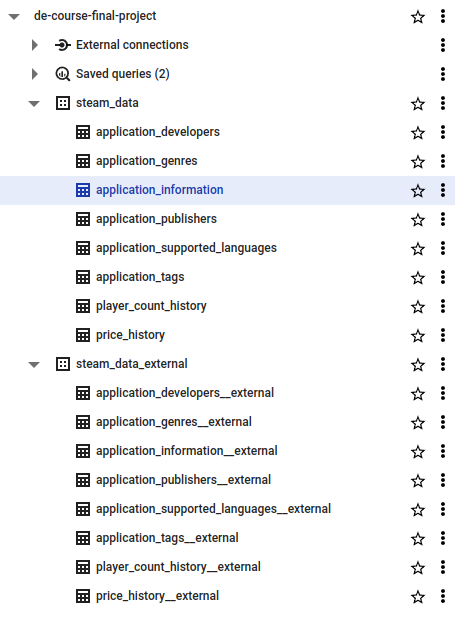 de-course-final-project
External connections
Saved queries (2)
steam_data
application_developers
application_genres
application_information
application_publishers
application_supported_languages
application_tags
player_count_history
price_history
steam_data_external
application_developers__external
application_genres__external
application_information__external
application_publishers__external
application_supported_languages__external
application_tags__external
player_count_history__external
price_history__external